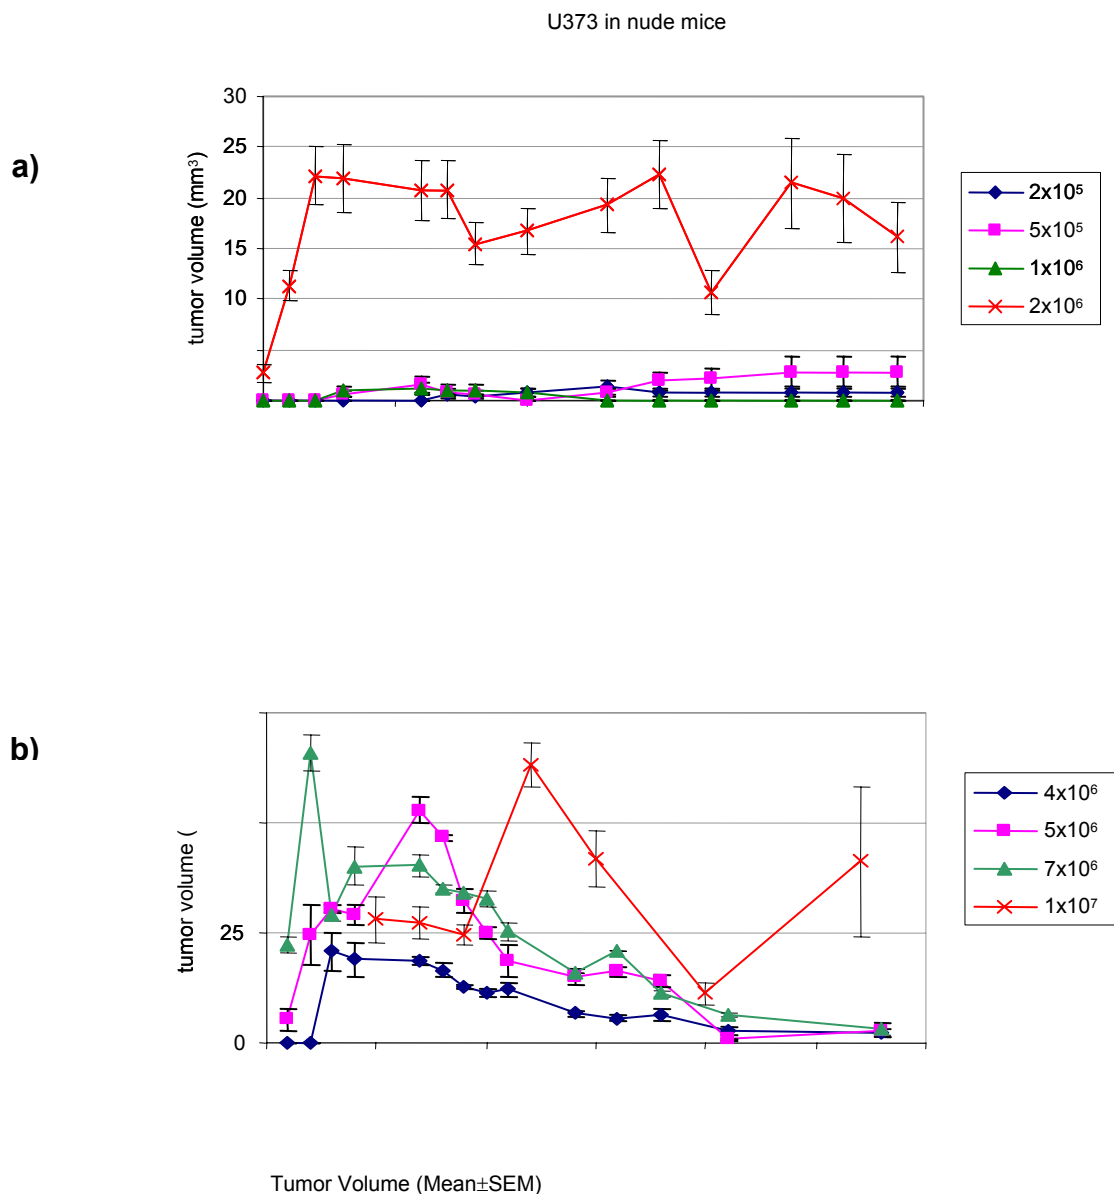 U373 in nude mice
a)
tumor volume (mm³)
30
25
20
15
10
2x10⁵
5x10⁵
1x10⁶
2x10⁶
b)
tumor volume (
25
0
4x10⁶
5x10⁶
7x10⁶
1x10⁷
Tumor Volume (Mean±SEM)